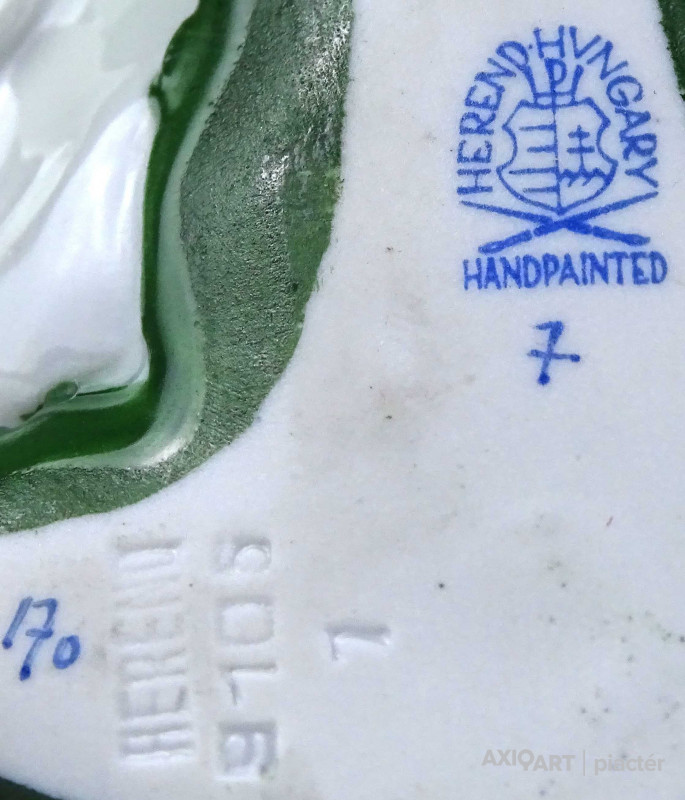 HEREND·HVNGARY
HANDPAINTED
7
170
HEREND
1
AXIOART | piactér